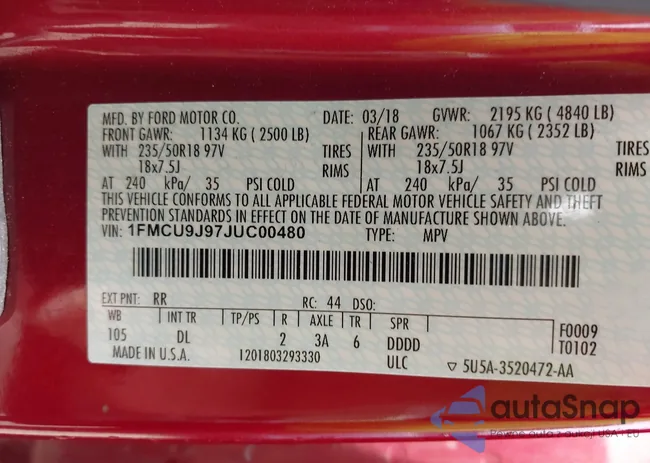 MFD. BY FORD MOTOR CO. DATE: 03/18 GVWR: 2195 KG ( 4840 LB)
FRONT GAWR: 1134 KG ( 2500 LB) REAR GAWR: 1067 KG ( 2352 LB)
WITH 235/50R18 97V TIRES WITH 235/50R18 97V TIRES
18x7.5J RIMS 18x7.5J RIMS
AT 240 kPa/ 35 PSI COLD AT 240 kPa/ 35 PSI COLD
THIS VEHICLE CONFORMS TO ALL APPLICABLE FEDERAL MOTOR VEHICLE SAFETY AND THEFT
PREVENTION STANDARDS IN EFFECT ON THE DATE OF MANUFACTURE SHOWN ABOVE.
VIN: 1FMCU9J97JUC00480 TYPE: MPV
EXT PNT: RR RC: 44 DSO:
WB INT TR TP/PS R AXLE TR SPR F0009
105 DL 2 3A 6 DDDD T0102
MADE IN U.S.A. 1201803293330 ULC ▽ 5U5A-3520472-AA
autoSnap
Pewne auto z aukcji USA i EU